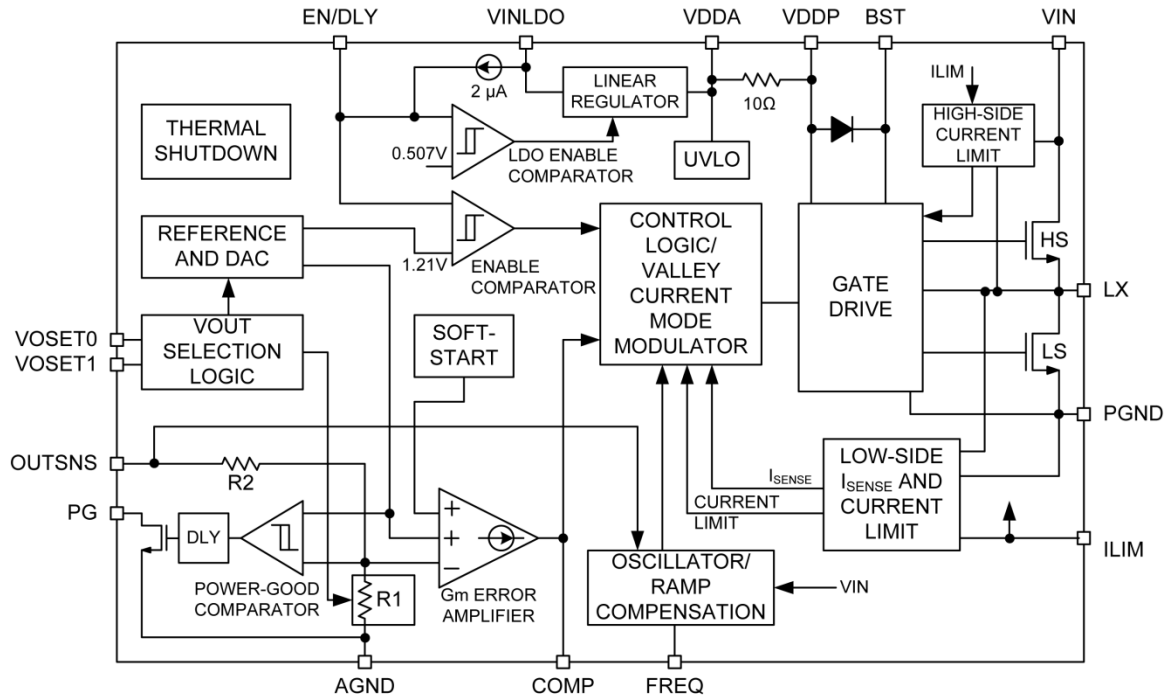 EN/DLY
VINLDO
VDDA
VDDP
BST
VIN
2 µA
LINEAR
REGULATOR
10Ω
ILIM
HIGH-SIDE
CURRENT
LIMIT
THERMAL
SHUTDOWN
0.507V
LDO ENABLE
COMPARATOR
UVLO
REFERENCE
AND DAC
1.21V
ENABLE
COMPARATOR
CONTROL
LOGIC/
VALLEY
CURRENT
MODE
MODULATOR
GATE
DRIVE
HS
LX
VOSET0
VOSET1
VOUT
SELECTION
LOGIC
SOFT-
START
LS
PGND
OUTSNS
R2
ISENSE
CURRENT
LIMIT
LOW-SIDE
ISENSE AND
CURRENT
LIMIT
PG
DLY
+
+
−
ILIM
POWER-GOOD
COMPARATOR
R1
Gm ERROR
AMPLIFIER
OSCILLATOR/
RAMP
COMPENSATION
VIN
AGND
COMP
FREQ